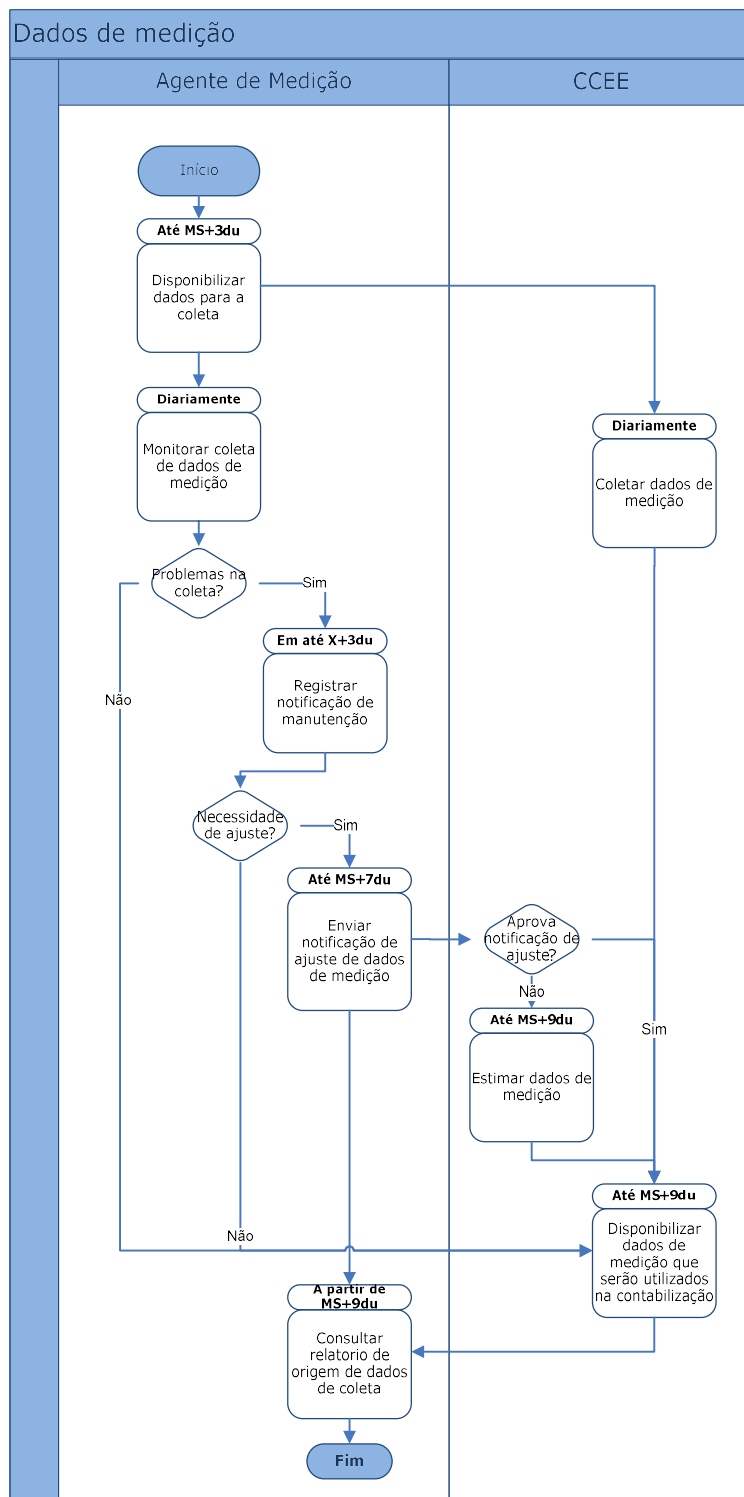 Dados de medição
Agente de Medição
CCEE
Início
Até MS+3du
Disponibilizar
dados para a
coleta
Diariamente
Monitorar coleta
de dados de
medição
Diariamente
Coletar dados de
medição
Problemas na
coleta?
Sim
Não
Em até X+3du
Registrar
notificação de
manutenção
Necessidade
de ajuste?
Sim
Até MS+7du
Enviar
notificação de
ajuste de dados
de medição
Aprova
notificação de
ajuste?
Não
Sim
Até MS+9du
Estimar dados de
medição
Até MS+9du
Disponibilizar
dados de
medição que
serão utilizados
na contabilização
Não
A partir de
MS+9du
Consultar
relatorio de
origem de dados
de coleta
Fim